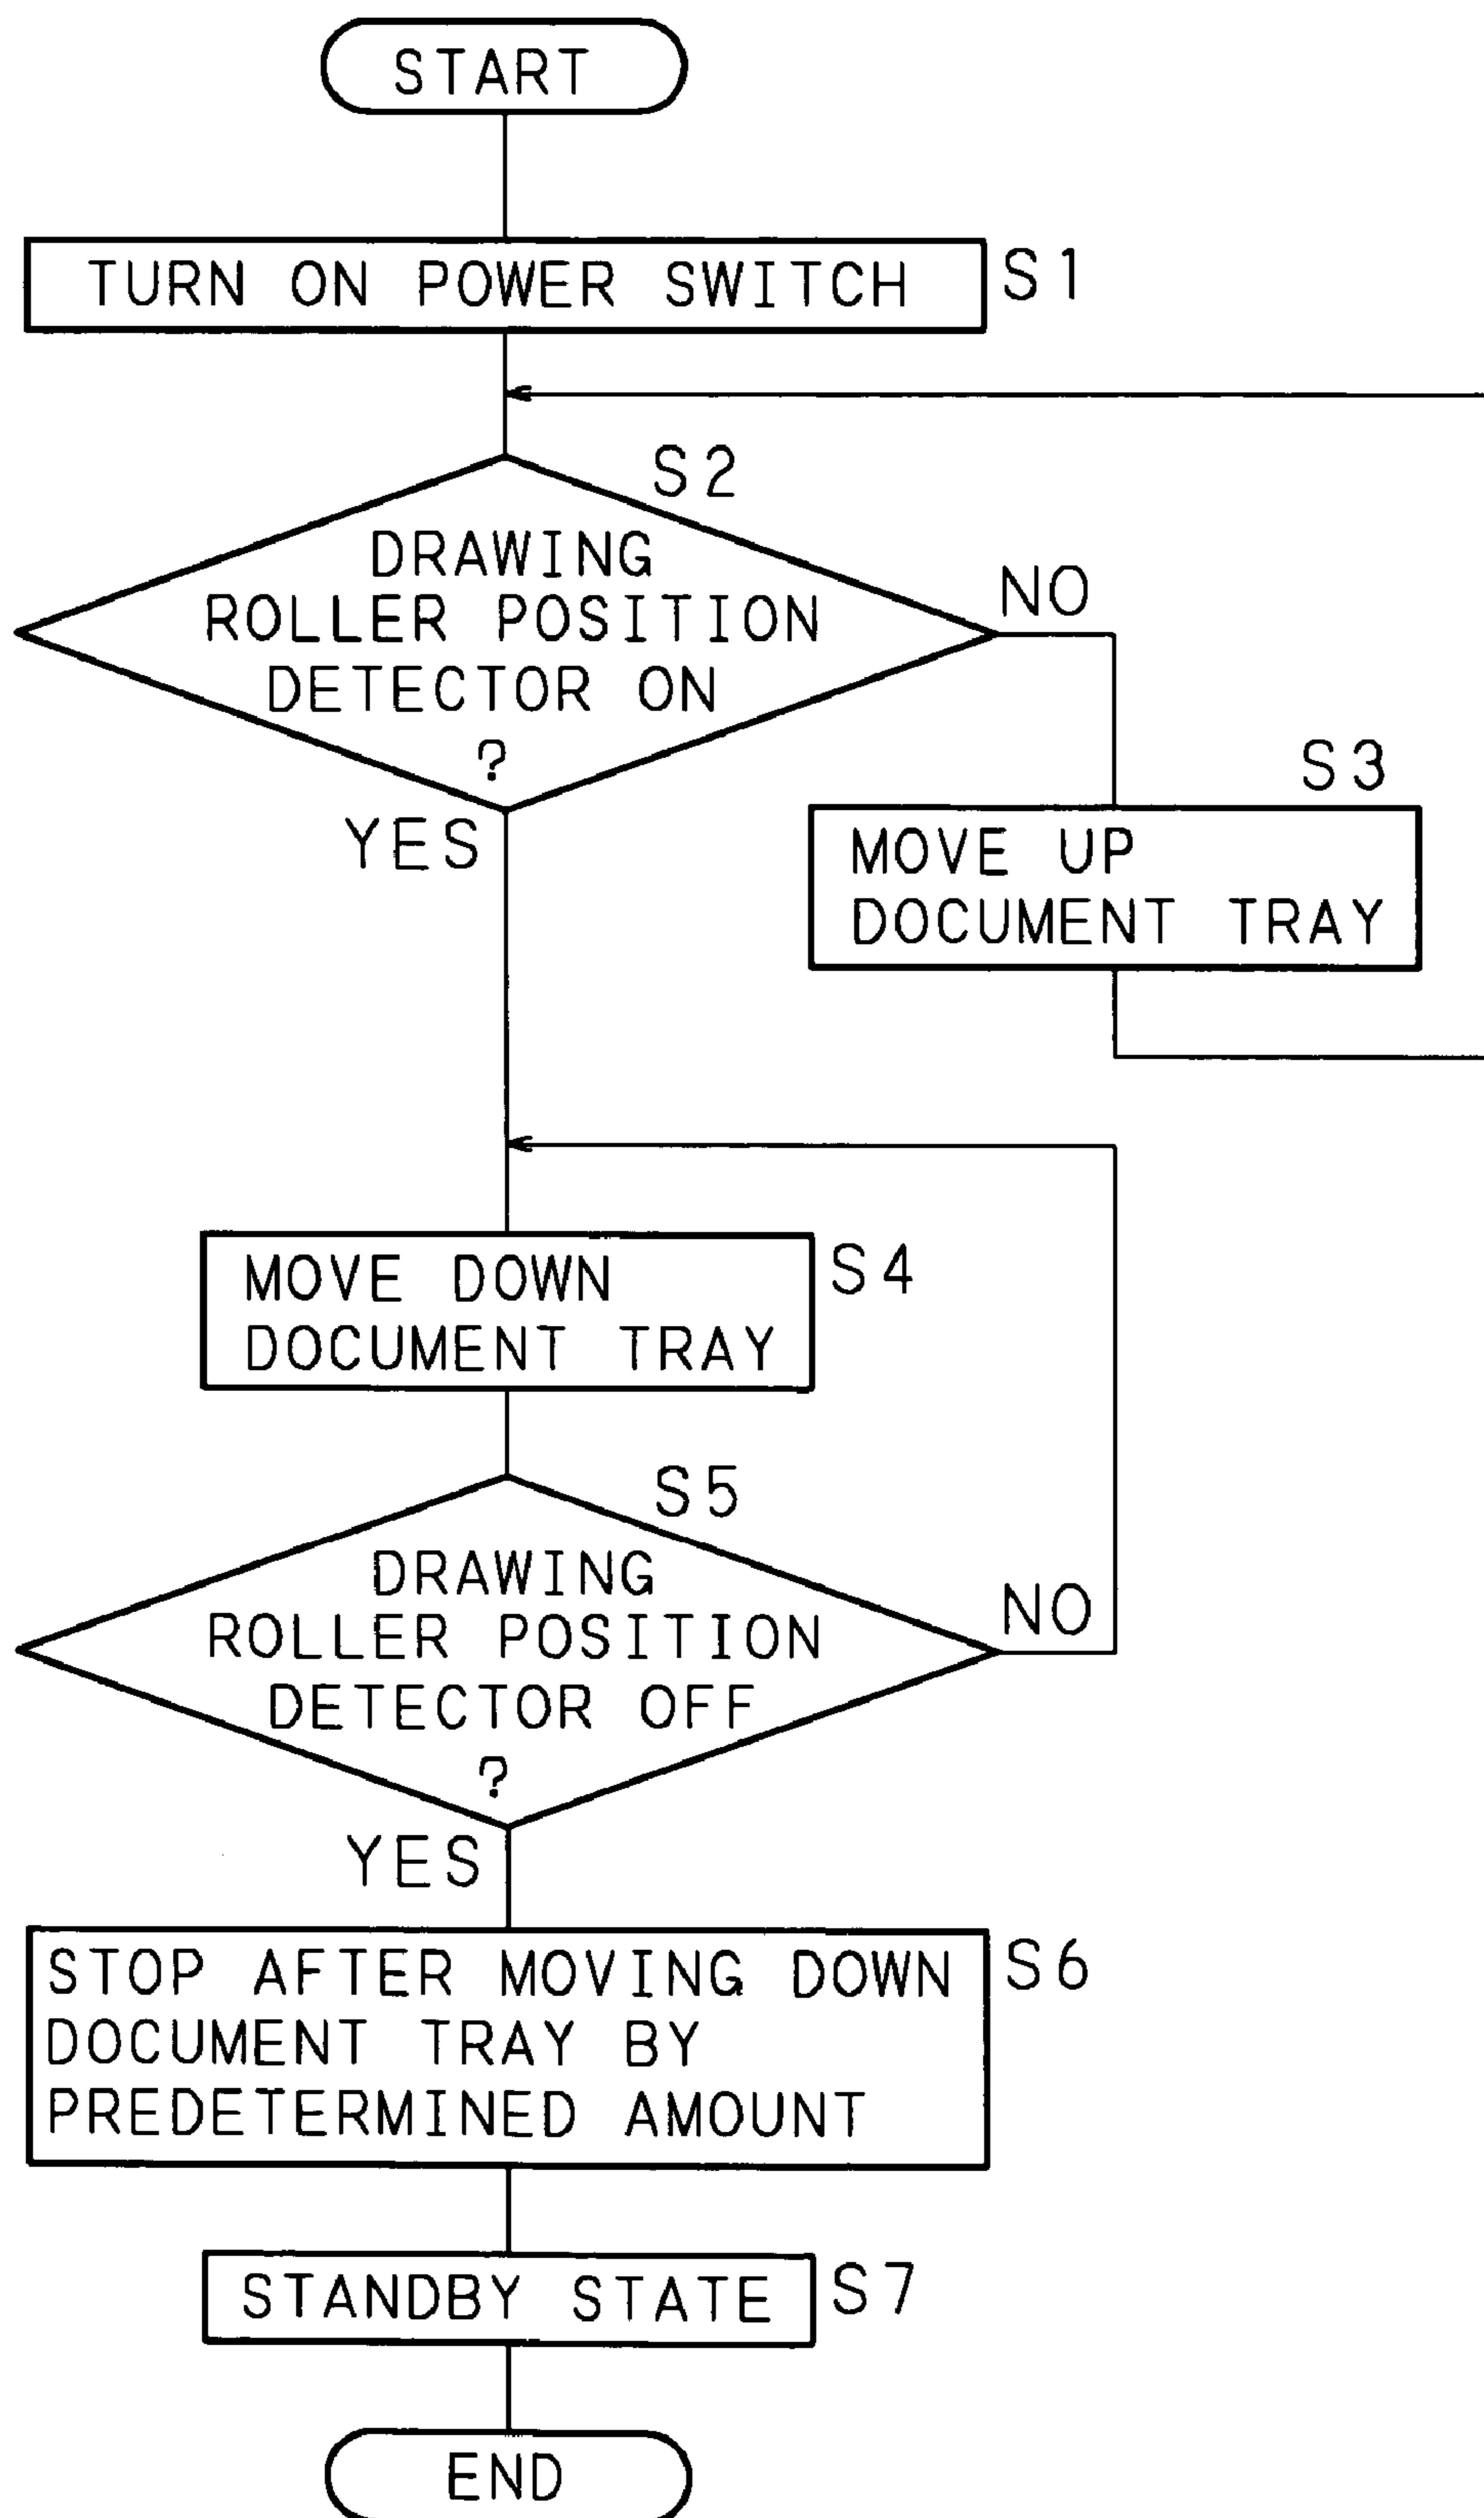 START
TURN ON POWER SWITCH
S1
S2
DRAWING
ROLLER POSITION
DETECTOR ON
?
NO
YES
S3
MOVE UP
DOCUMENT TRAY
MOVE DOWN
DOCUMENT TRAY
S4
S5
DRAWING
ROLLER POSITION
DETECTOR OFF
?
NO
YES
STOP AFTER MOVING DOWN
DOCUMENT TRAY BY
PREDETERMINED AMOUNT
S6
STANDBY STATE
S7
END